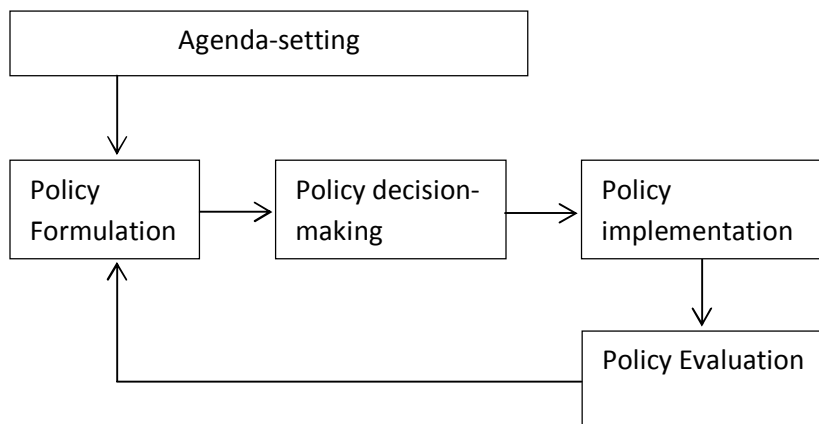 Agenda-setting
Policy
Formulation
Policy decision-
making
Policy
implementation
Policy Evaluation